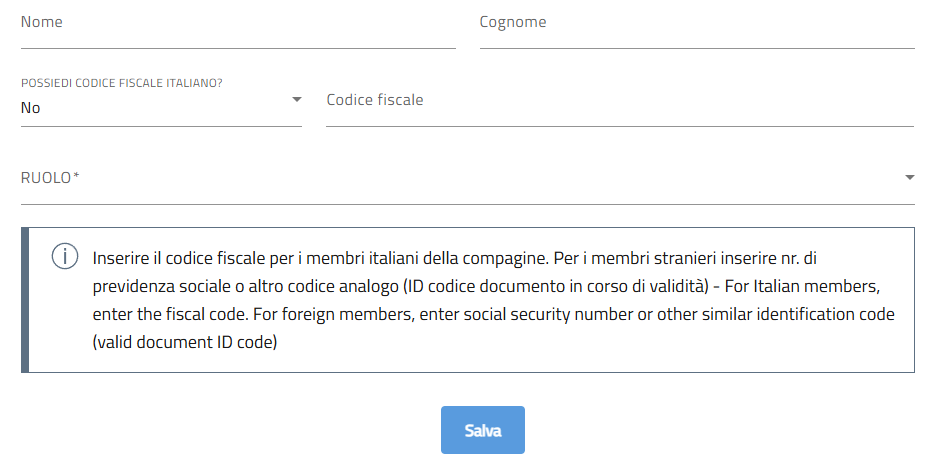 Nome Cognome
POSSIEDI CODICE FISCALE ITALIANO?
No Codice fiscale
RUOLO*
Inserire il codice fiscale per i membri italiani della compagine. Per i membri stranieri inserire nr. di
previdenza sociale o altro codice analogo (ID codice documento in corso di validità) - For Italian members,
enter the fiscal code. For foreign members, enter social security number or other similar identification code
(valid document ID code)
Salva